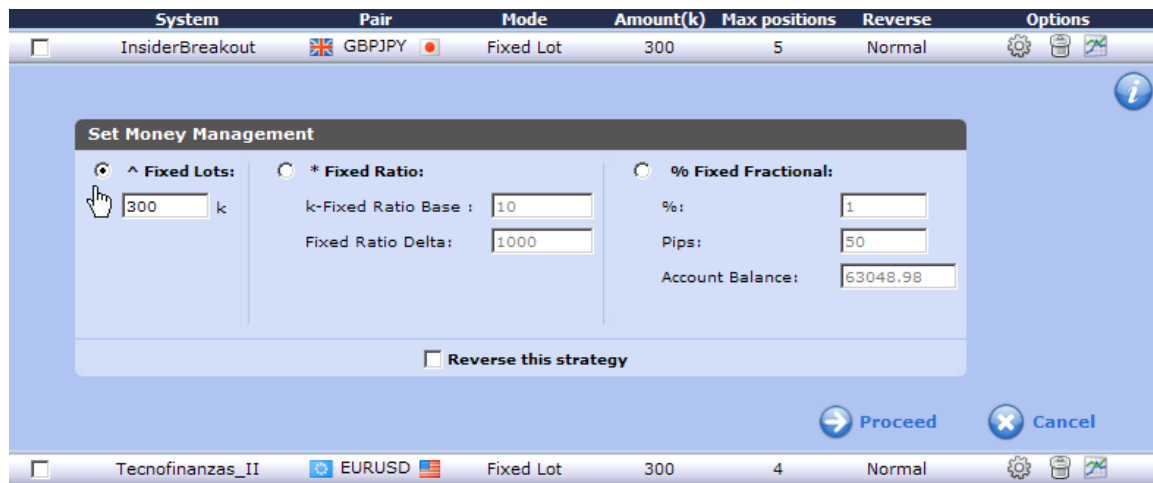 System Pair Mode Amount(k) Max positions Reverse Options
InsiderBreakout GBPJPY Fixed Lot 300 5 Normal
i
Set Money Management
^ Fixed Lots: * Fixed Ratio: % Fixed Fractional:
300 k k-Fixed Ratio Base : 10 %: 1
Fixed Ratio Delta: 1000 Pips: 50
Account Balance: 63048.98
Reverse this strategy
Proceed Cancel
Tecnofinanzas_II EURUSD Fixed Lot 300 4 Normal